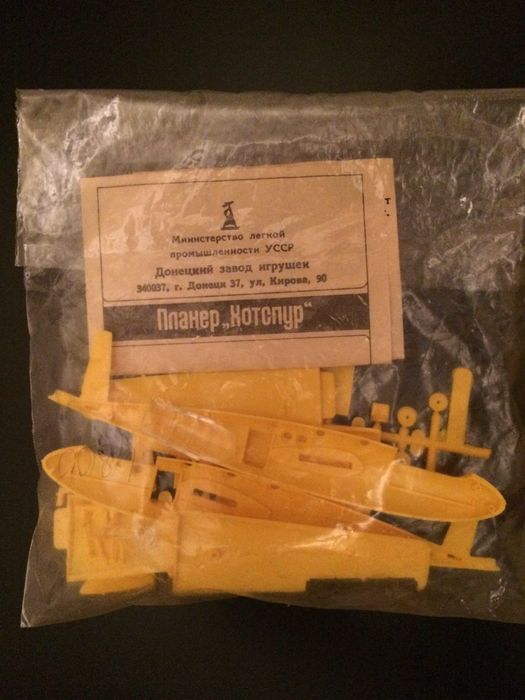 Министерство легкой
промышленности УССР
Донецкий завод игрушек
340037, г. Донецк 37, ул. Кирова, 90
Планер „Хотспур“
т